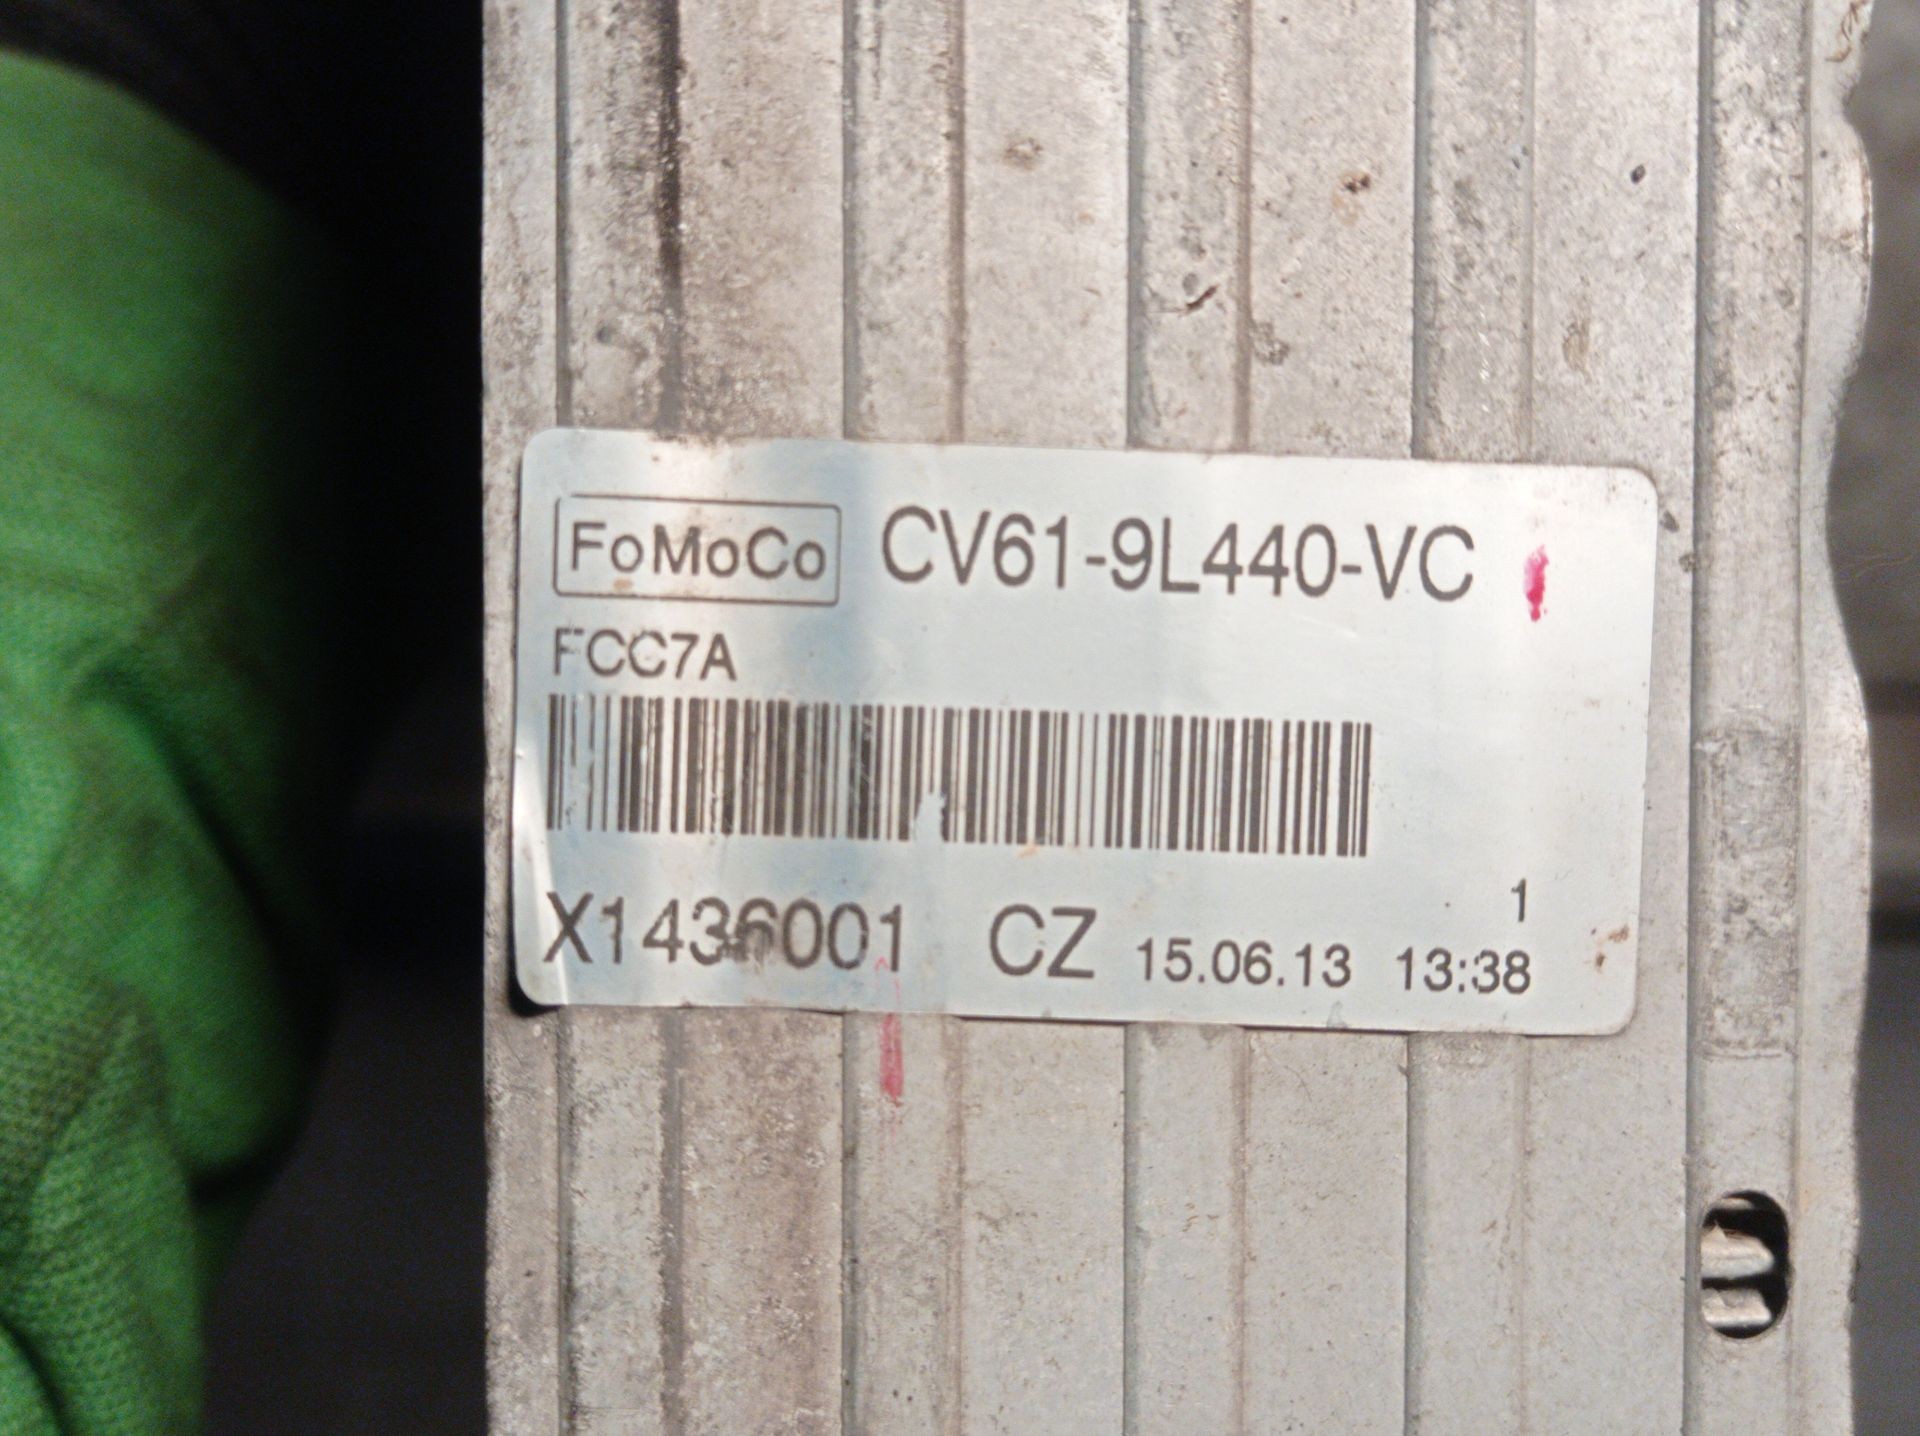 FoMoCo CV61-9L440-VC
FCC7A
1
X1436001 CZ 15.06.13 13:38